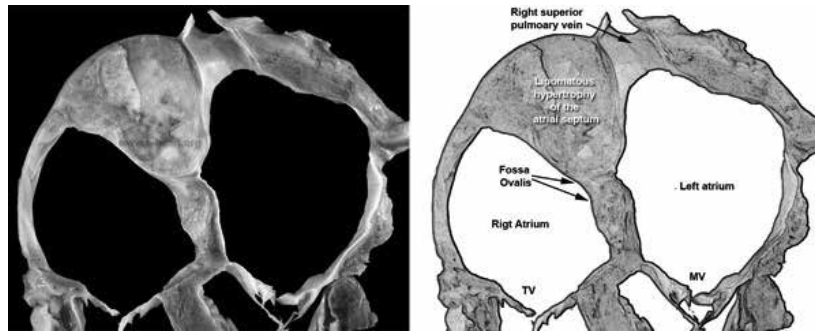 Right superior
pulmoary vein
Lipomatous
hypertrophy
of the
atrial septum
Fossa
Ovalis
Left atrium
Rigt Atrium
TV
MV